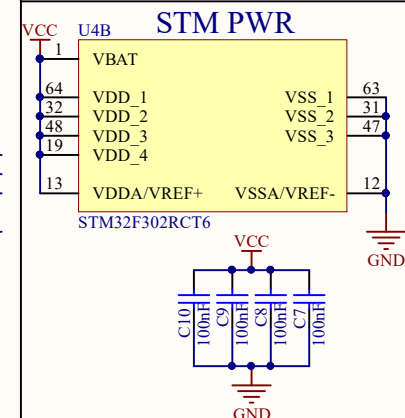 STM PWR
VCC
U4B
1
VBAT
64
VDD_1
VSS_1
63
32
VDD_2
VSS_2
31
48
VDD_3
VSS_3
47
19
VDD_4
13
VDDA/VREF+
VSSA/VREF-
12
STM32F302RCT6
GND
VCC
C10
100nF
C9
100nF
C8
100nF
C7
100nF
GND